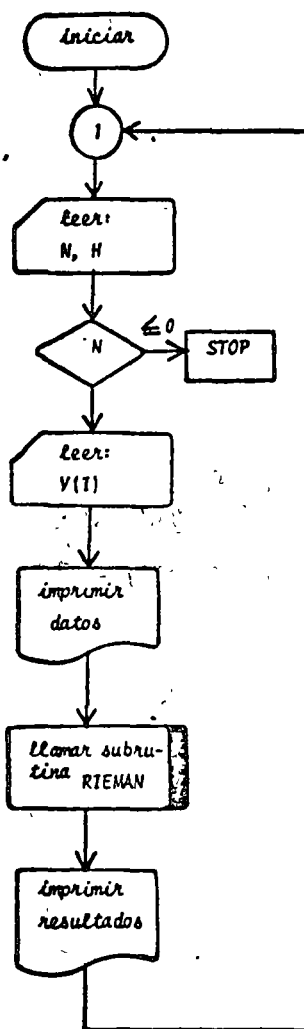 iniciar
1
leer:
N, H
N
≤ 0
STOP
leer:
Y(I)
imprimir
datos
llamar subru-
tina RIEMAN
imprimir
resultados